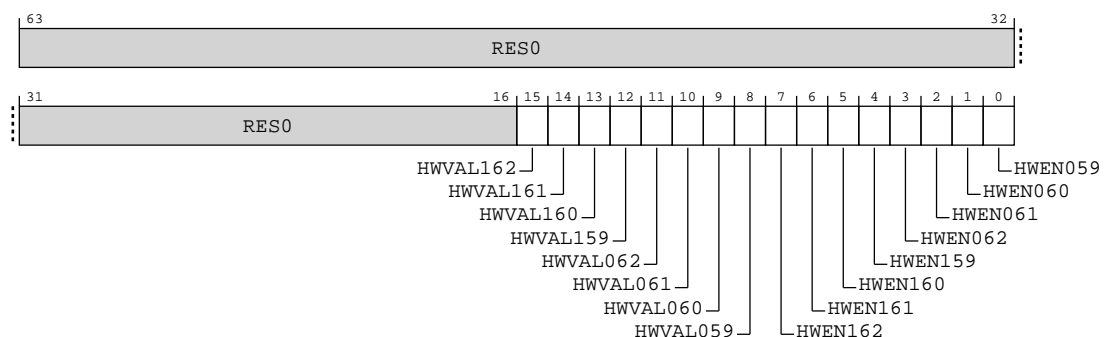 63 32
RES0
31 16 15 14 13 12 11 10 9 8 7 6 5 4 3 2 1 0
RES0
HWVAL162 HWEN059
HWVAL161 HWEN060
HWVAL160 HWEN061
HWVAL159 HWEN062
HWVAL062 HWEN159
HWVAL061 HWEN160
HWVAL060 HWEN161
HWVAL059 HWEN162